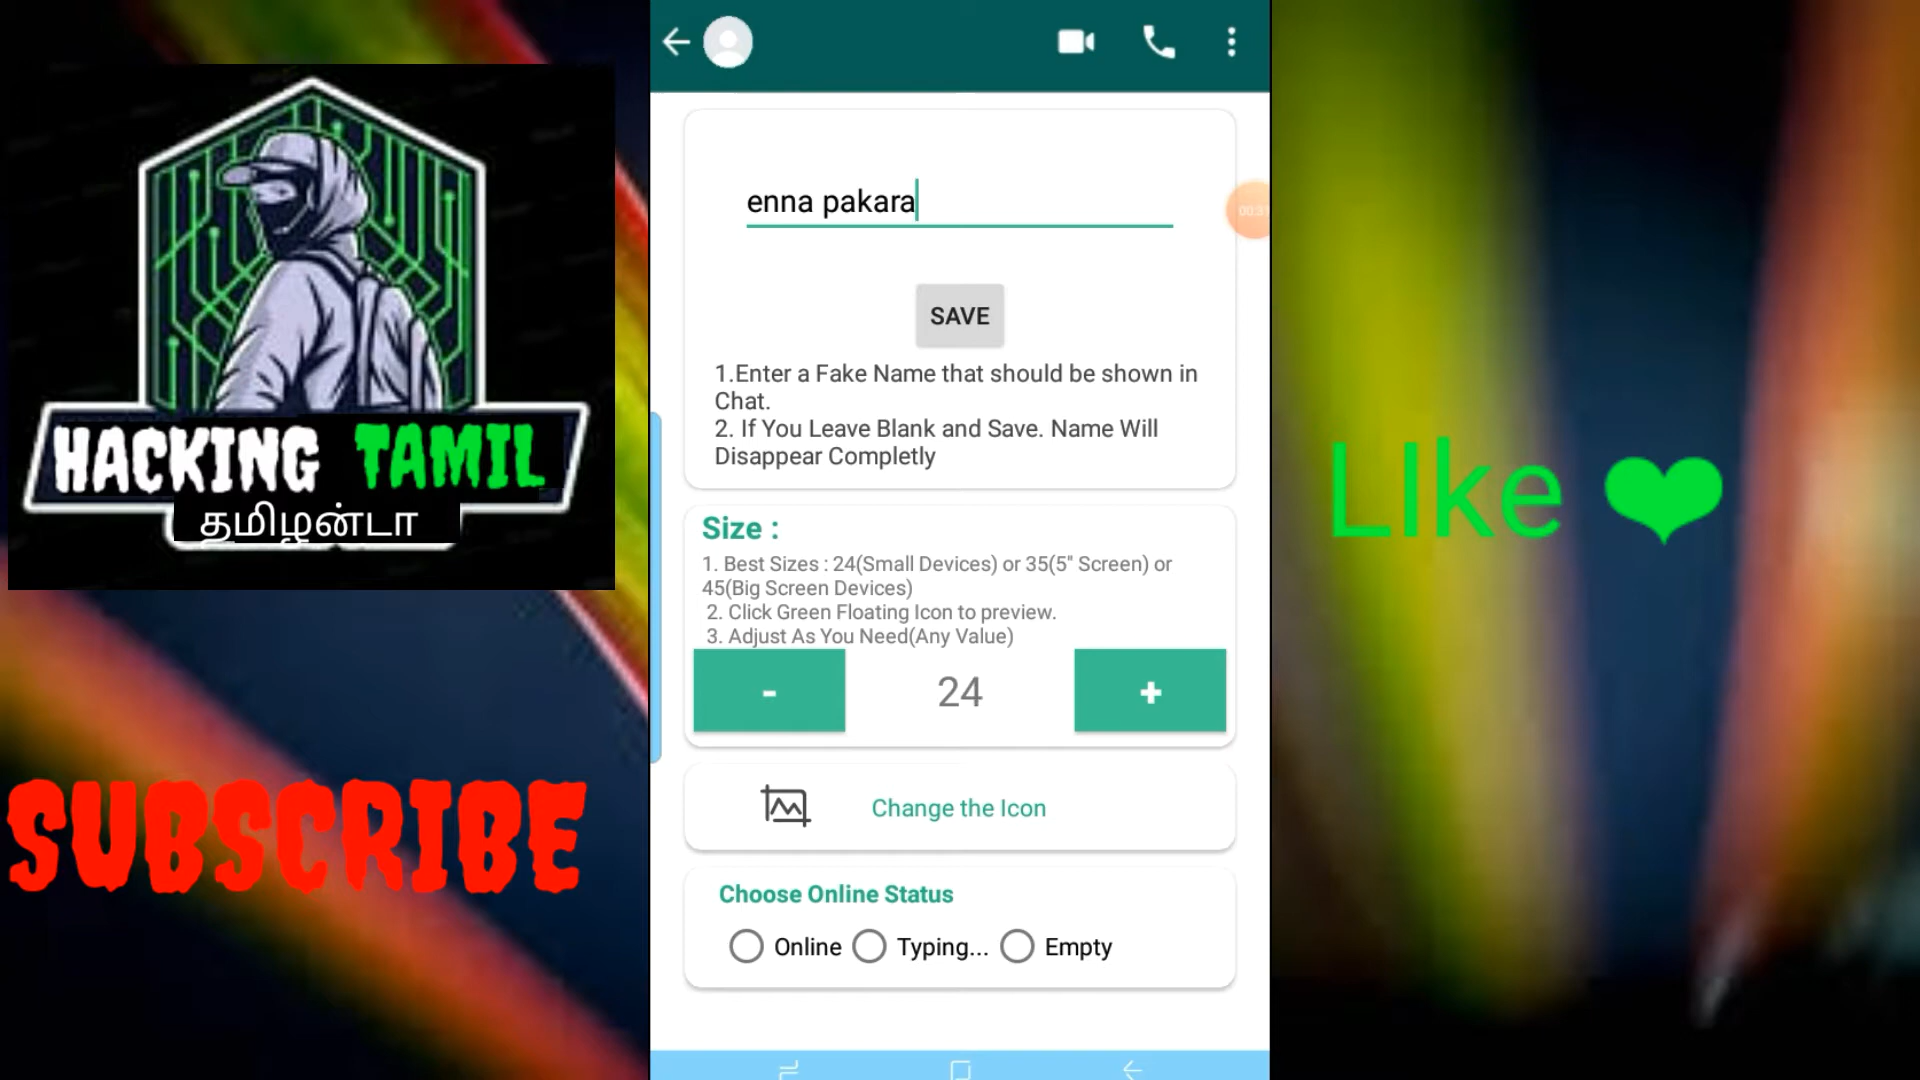 HACKING TAMIL
தமிழன்டா
SUBSCRIBE
enna pakara
SAVE
1.Enter a Fake Name that should be shown in
Chat.
2. If You Leave Blank and Save. Name Will
Disappear Completly
Size :
1. Best Sizes : 24(Small Devices) or 35(5" Screen) or
45(Big Screen Devices)
2. Click Green Floating Icon to preview.
3. Adjust As You Need(Any Value)
- 24 +
Change the Icon
Choose Online Status
Online Typing... Empty
LIke ❤